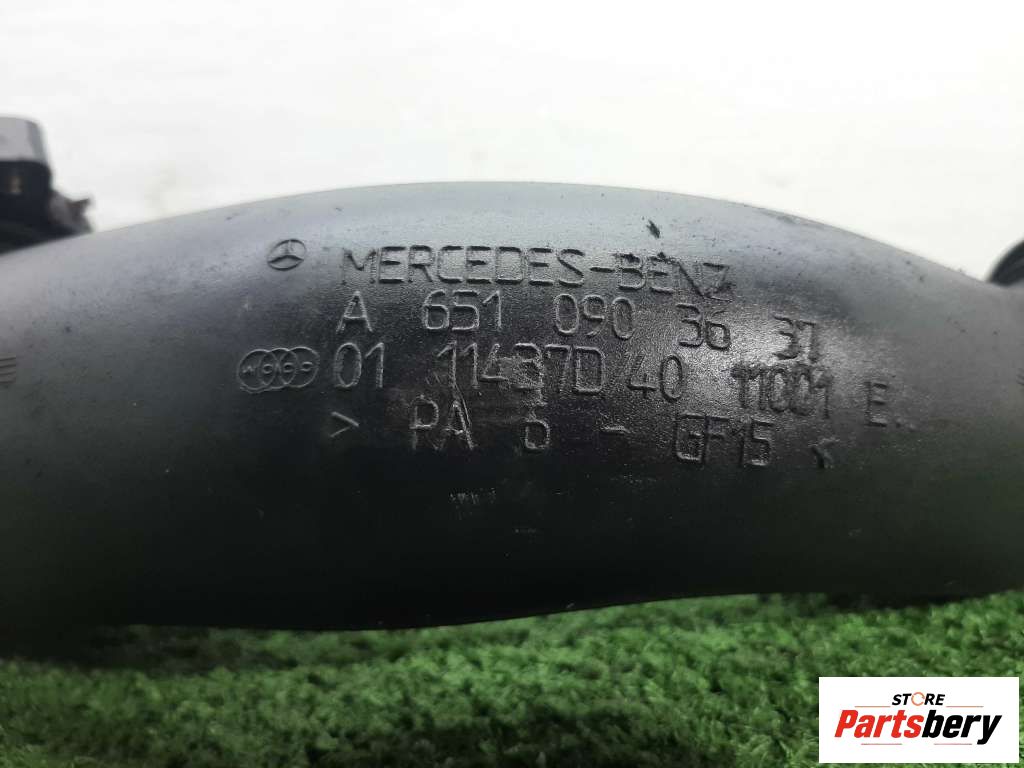 MERCEDES-BENZ
A 651 090 36 37
01 11437D/40 11001 E.
> PA 6 - GF15 <
STORE
Partsbery